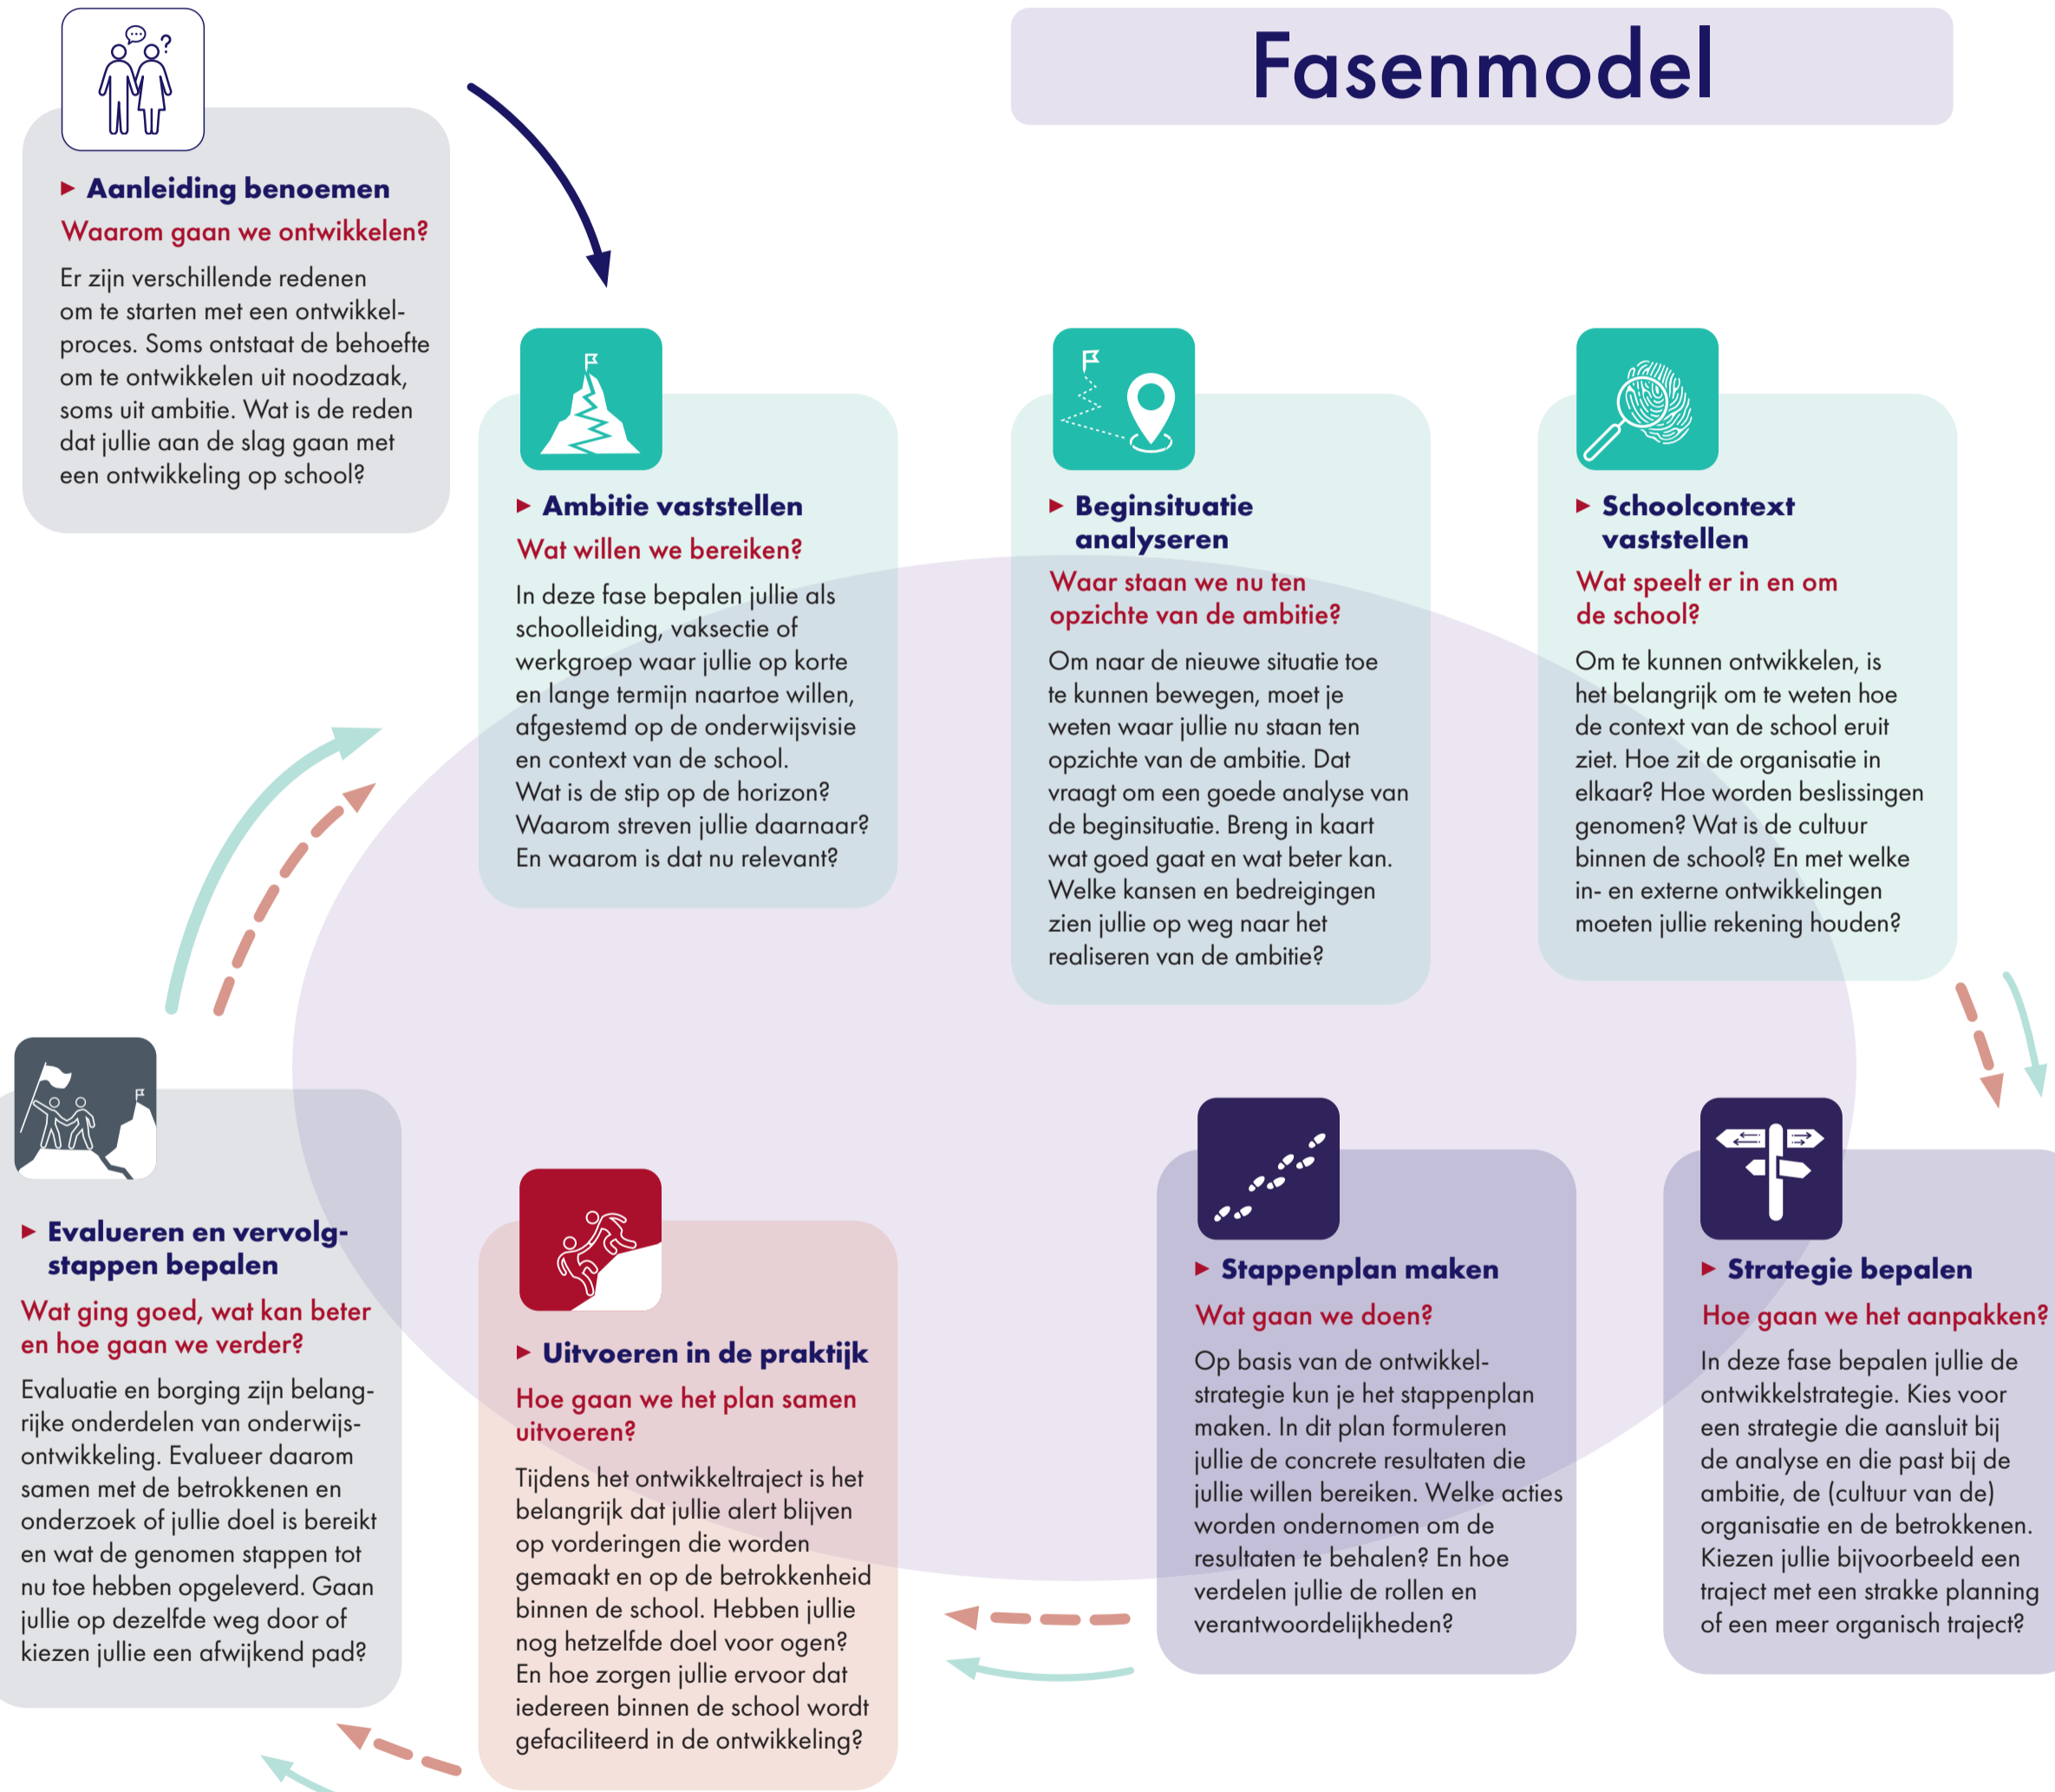 Fasenmodel
Aanleiding benoemen
Waarom gaan we ontwikkelen?
Er zijn verschillende redenen
om te starten met een ontwikkel-
proces. Soms ontstaat de behoefte
om te ontwikkelen uit noodzaak,
soms uit ambitie. Wat is de reden
dat jullie aan de slag gaan met
een ontwikkeling op school?
Ambitie vaststellen
Wat willen we bereiken?
In deze fase bepalen jullie als
schoolleiding, vaksectie of
werkgroep waar jullie op korte
en lange termijn naartoe willen,
afgestemd op de onderwijsvisie
en context van de school.
Wat is de stip op de horizon?
Waarom streven jullie daarnaar?
En waarom is dat nu relevant?
Beginsituatie
analyseren
Waar staan we nu ten
opzichte van de ambitie?
Om naar de nieuwe situatie toe
te kunnen bewegen, moet je
weten waar jullie nu staan ten
opzichte van de ambitie. Dat
vraagt om een goede analyse van
de beginsituatie. Breng in kaart
wat goed gaat en wat beter kan.
Welke kansen en bedreigingen
zien jullie op weg naar het
realiseren van de ambitie?
Schoolcontext
vaststellen
Wat speelt er in en om
de school?
Om te kunnen ontwikkelen, is
het belangrijk om te weten hoe
de context van de school eruit
ziet. Hoe zit de organisatie in
elkaar? Hoe worden beslissingen
genomen? Wat is de cultuur
binnen de school? En met welke
in- en externe ontwikkelingen
moeten jullie rekening houden?
Strategie bepalen
Hoe gaan we het aanpakken?
In deze fase bepalen jullie de
ontwikkelstrategie. Kies voor
een strategie die aansluit bij
de analyse en die past bij de
ambitie, de (cultuur van de)
organisatie en de betrokkenen.
Kiezen jullie bijvoorbeeld een
traject met een strakke planning
of een meer organisch traject?
Stappenplan maken
Wat gaan we doen?
Op basis van de ontwikkel-
strategie kun je het stappenplan
maken. In dit plan formuleren
jullie de concrete resultaten die
jullie willen bereiken. Welke acties
worden ondernomen om de
resultaten te behalen? En hoe
verdelen jullie de rollen en
verantwoordelijkheden?
Uitvoeren in de praktijk
Hoe gaan we het plan samen
uitvoeren?
Tijdens het ontwikkeltraject is het
belangrijk dat jullie alert blijven
op vorderingen die worden
gemaakt en op de betrokkenheid
binnen de school. Hebben jullie
nog hetzelfde doel voor ogen?
En hoe zorgen jullie ervoor dat
iedereen binnen de school wordt
gefaciliteerd in de ontwikkeling?
Evalueren en vervolg-
stappen bepalen
Wat ging goed, wat kan beter
en hoe gaan we verder?
Evaluatie en borging zijn belang-
rijke onderdelen van onderwijs-
ontwikkeling. Evalueer daarom
samen met de betrokkenen en
onderzoek of jullie doel is bereikt
en wat de genomen stappen tot
nu toe hebben opgeleverd. Gaan
jullie op dezelfde weg door of
kiezen jullie een afwijkend pad?